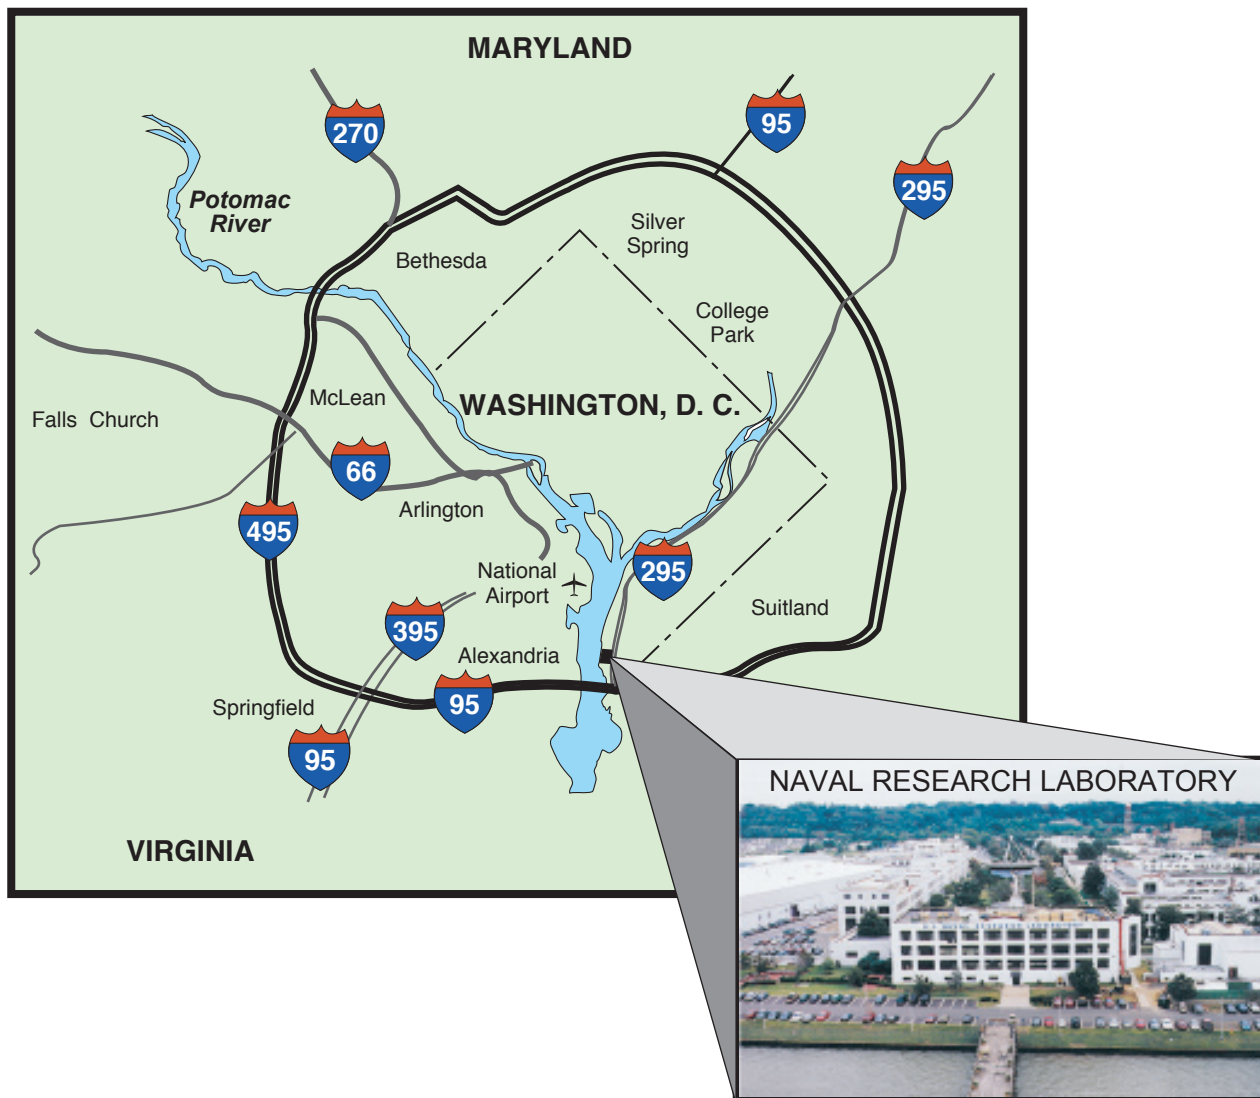 MARYLAND
270
95
295
Potomac
River
Silver
Spring
Bethesda
College
Park
McLean
WASHINGTON, D. C.
Falls Church
66
Arlington
495
National
Airport
295
Suitland
395
Alexandria
95
Springfield
95
VIRGINIA
NAVAL RESEARCH LABORATORY